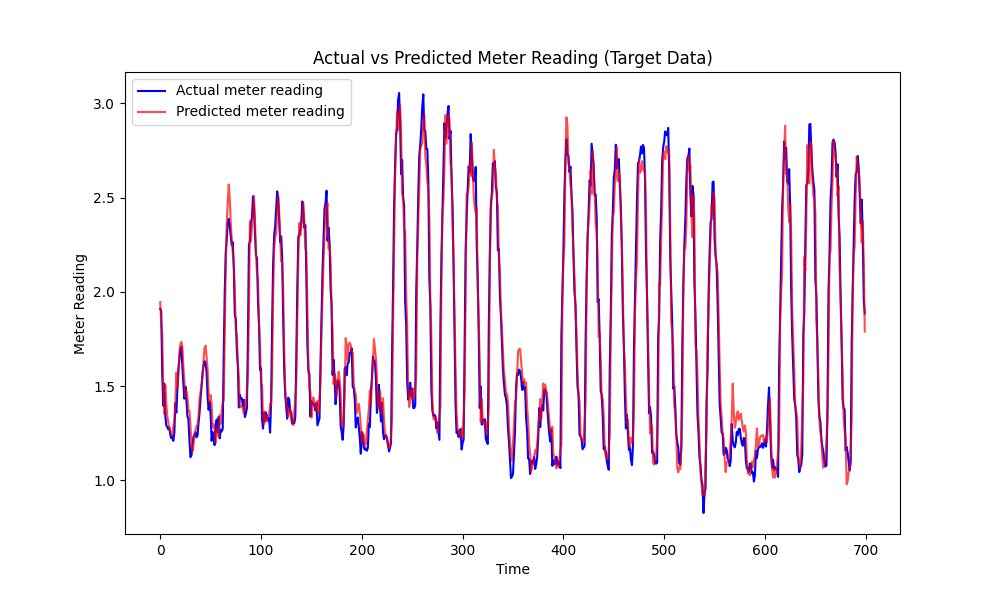 Actual vs Predicted Meter Reading (Target Data)
Actual meter reading
Predicted meter reading
Meter Reading
3.0
2.5
2.0
1.5
1.0
0 100 200 300 400 500 600 700
Time